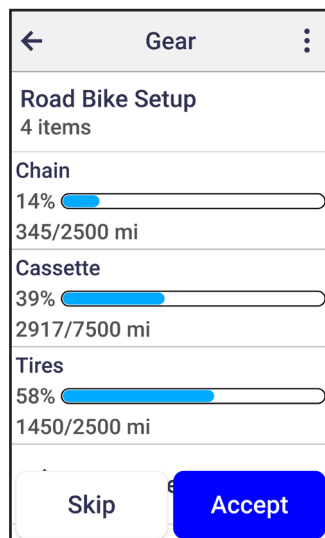 Gear
Road Bike Setup
4 items
Chain
14%
345/2500 mi
Cassette
39%
2917/7500 mi
Tires
58%
1450/2500 mi
Skip
Accept